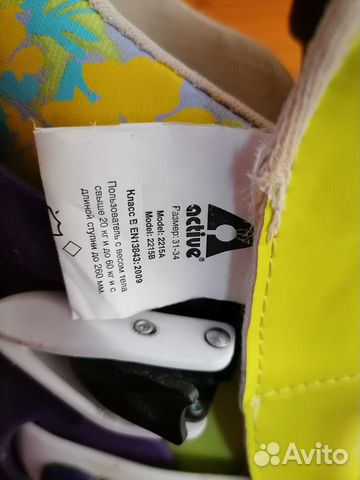 active®
Размер: 31-34
Model: 2215A
Model: 2215B
Класс В EN13843:2009
Пользователь с весом тела
свыше 20 кг и до 60 кг и с
длиной ступни до 260 мм.
Avito